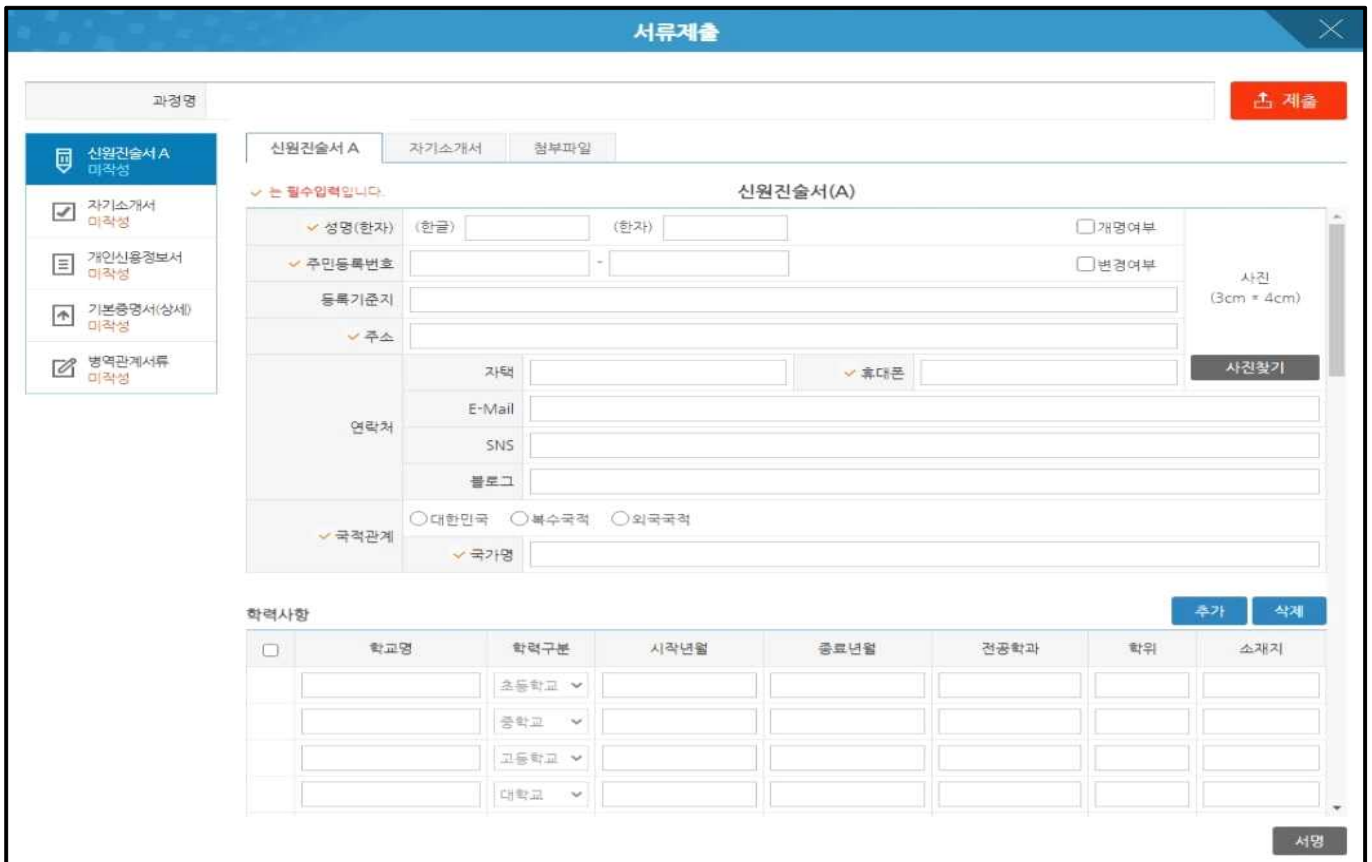 서류제출
과정명
제출
신원진술서 A
미작성
자기소개서
미작성
개인신용정보서
미작성
기본증명서(상세)
미작성
병역관계서류
미작성
신원진술서 A 자기소개서 첨부파일
는 필수입력입니다.
신원진술서(A)
성명(한자) (한글) (한자) 개명여부
주민등록번호 - 변경여부
사진
(3cm * 4cm)
등록기준지
주소
사진찾기
연락처
자택 휴대폰
E-Mail
SNS
블로그
국적관계
대한민국 복수국적 외국국적
국가명
학력사항 추가 삭제
학교명 학력구분 시작년월 종료년월 전공학과 학위 소재지
초등학교
중학교
고등학교
대학교
서명